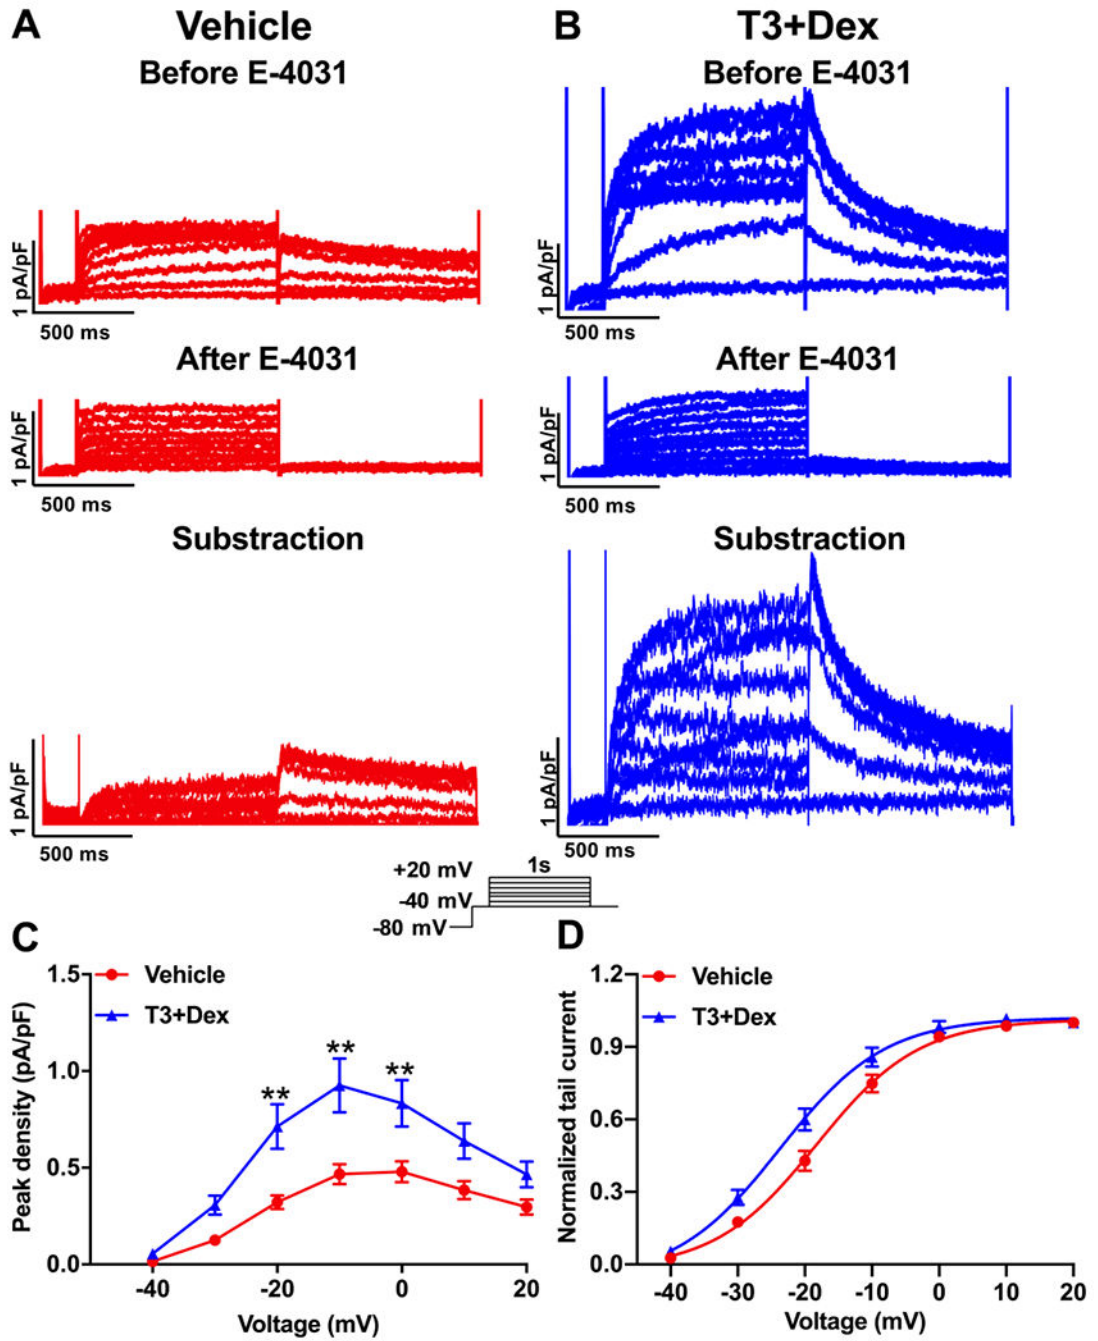 A
Vehicle
Before E-4031
1 pA/pF
500 ms
After E-4031
1 pA/pF
500 ms
Substraction
1 pA/pF
500 ms
B
T3+Dex
Before E-4031
1 pA/pF
500 ms
After E-4031
1 pA/pF
500 ms
Substraction
1 pA/pF
500 ms
+20 mV
1s
-40 mV
-80 mV
C
Vehicle
T3+Dex
Peak density (pA/pF)
1.5
1.0
0.5
0.0
**
**
**
-40
-20
0
20
Voltage (mV)
D
Vehicle
T3+Dex
Normalized tail current
1.2
0.9
0.6
0.3
0.0
-40
-30
-20
-10
0
10
20
Voltage (mV)